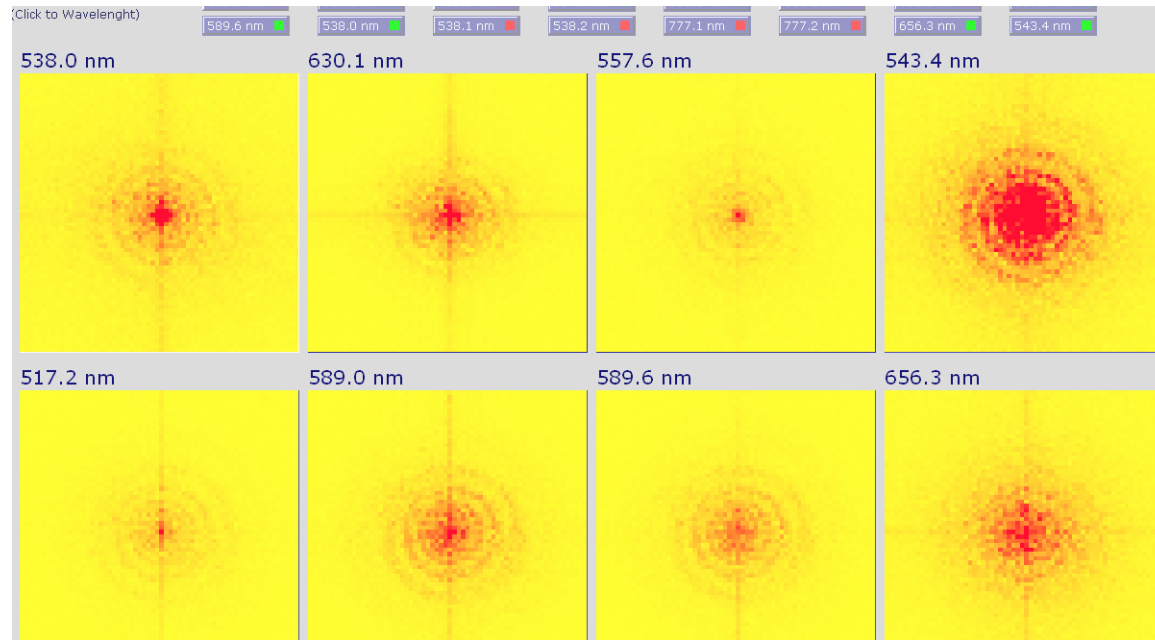 (Click to Wavelenght)
589.6 nm 538.0 nm 538.1 nm 538.2 nm 777.1 nm 777.2 nm 656.3 nm 543.4 nm
538.0 nm 630.1 nm 557.6 nm 543.4 nm
517.2 nm 589.0 nm 589.6 nm 656.3 nm